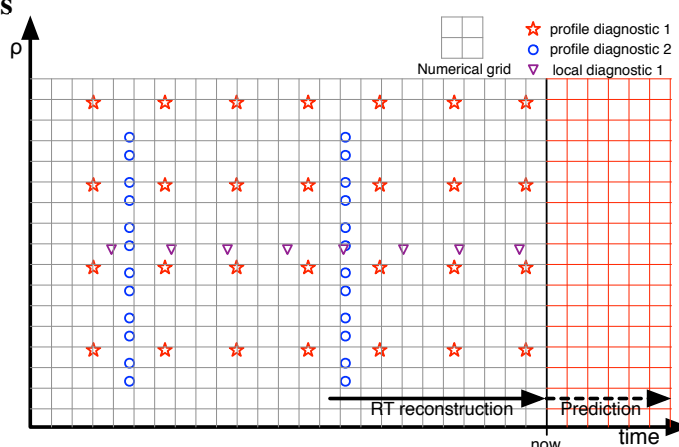 s
ρ
profile diagnostic 1
profile diagnostic 2
Numerical grid
local diagnostic 1
RT reconstruction
Prediction
now
time